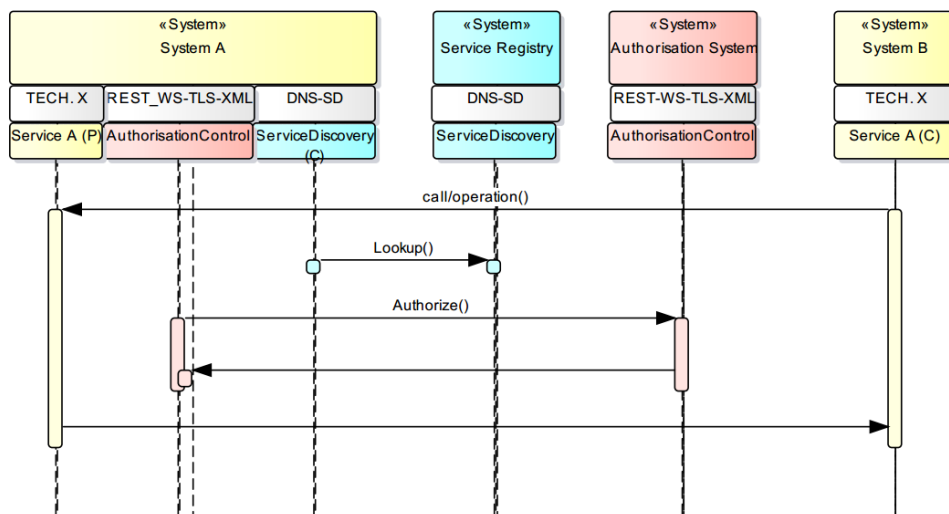 «System»
System A
«System»
Service Registry
«System»
Authorisation System
«System»
System B
TECH. X
REST_WS-TLS-XML
DNS-SD
DNS-SD
REST-WS-TLS-XML
TECH. X
Service A (P)
AuthorisationControl
ServiceDiscovery
(C)
ServiceDiscovery
AuthorisationControl
Service A (C)
call/operation()
Lookup()
Authorize()